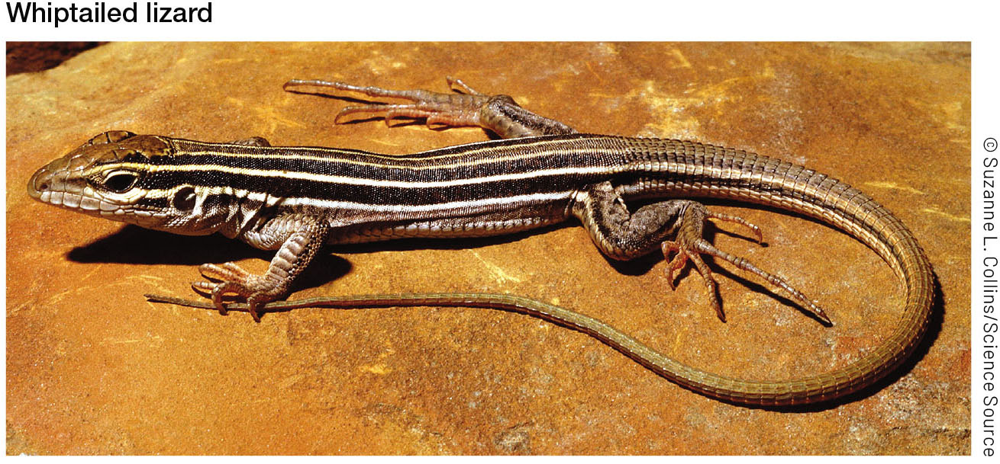 Whiptailed lizard
© Suzanne L. Collins/Science Source